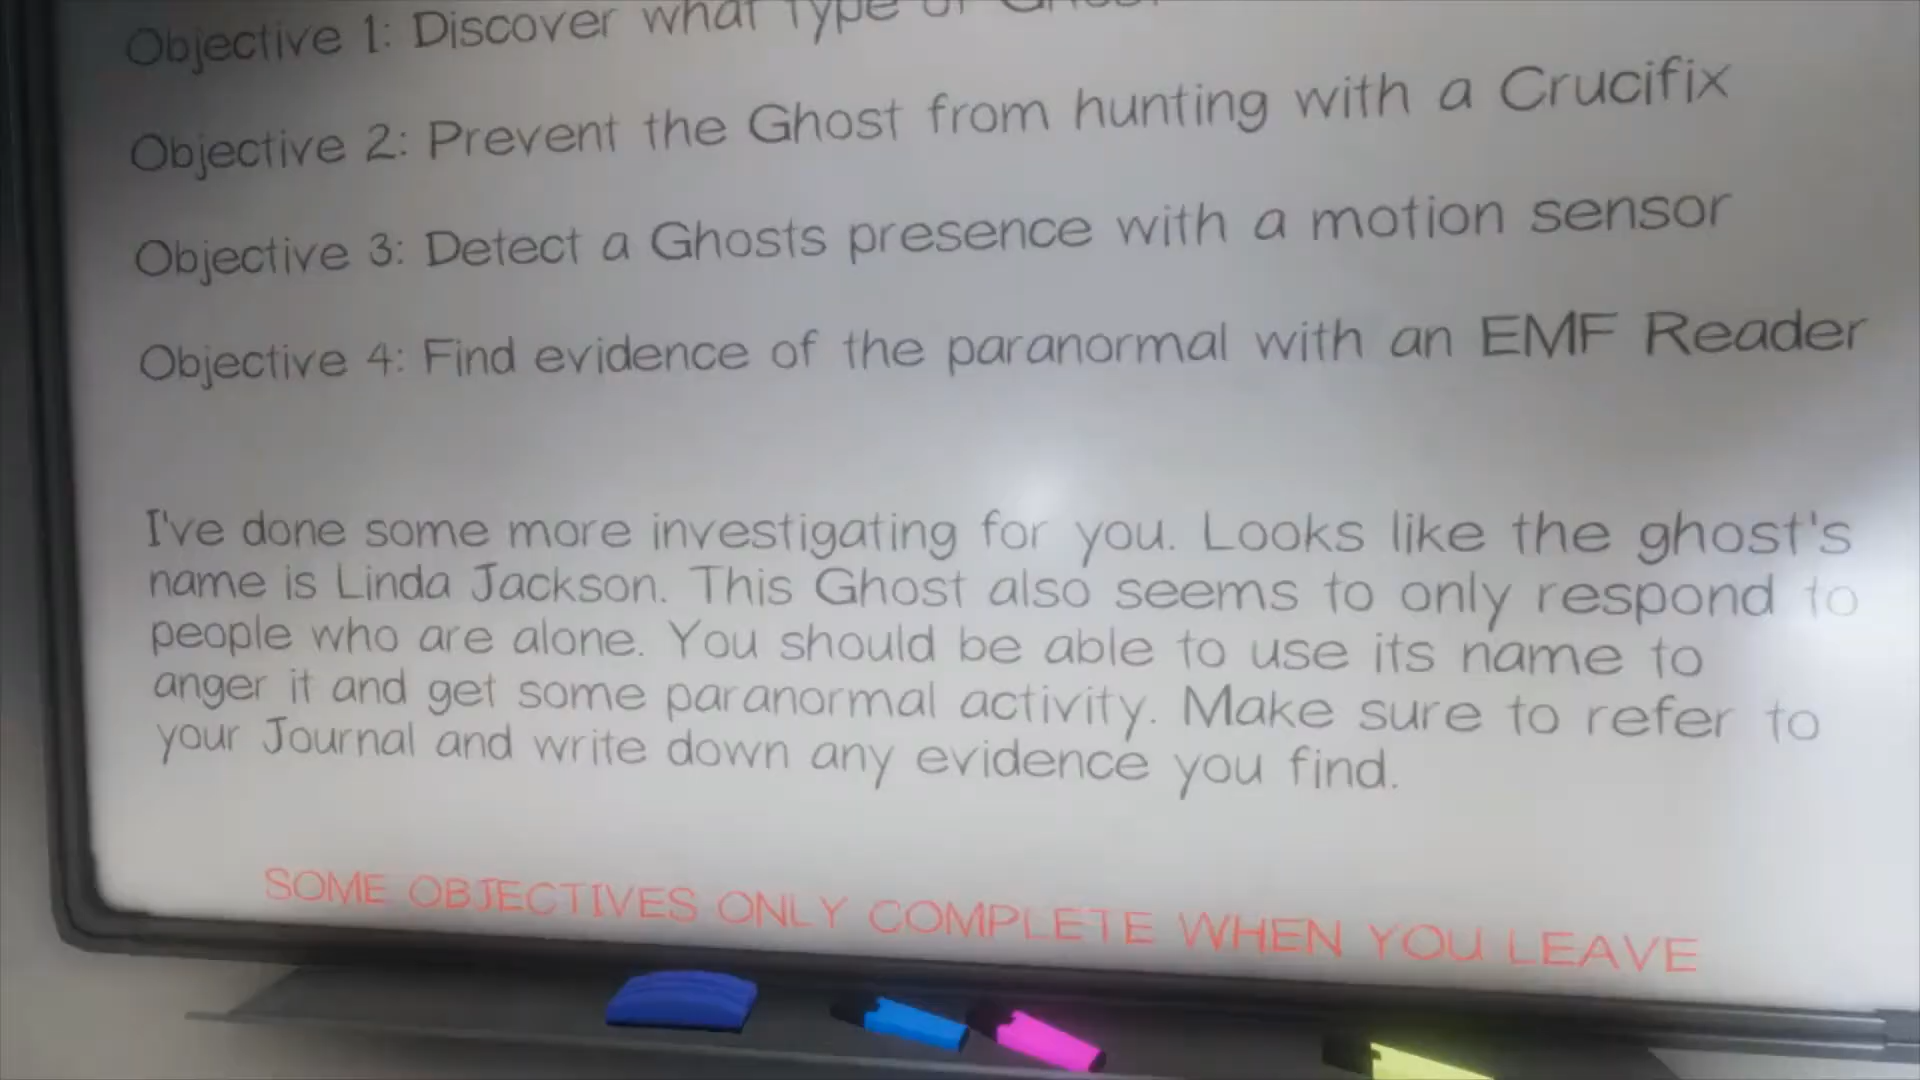 Objective 1: Discover what type of Ghost
Objective 2: Prevent the Ghost from hunting with a Crucifix
Objective 3: Detect a Ghosts presence with a motion sensor
Objective 4: Find evidence of the paranormal with an EMF Reader
I've done some more investigating for you. Looks like the ghost's
name is Linda Jackson. This Ghost also seems to only respond to
people who are alone. You should be able to use its name to
anger it and get some paranormal activity. Make sure to refer to
your Journal and write down any evidence you find.
SOME OBJECTIVES ONLY COMPLETE WHEN YOU LEAVE